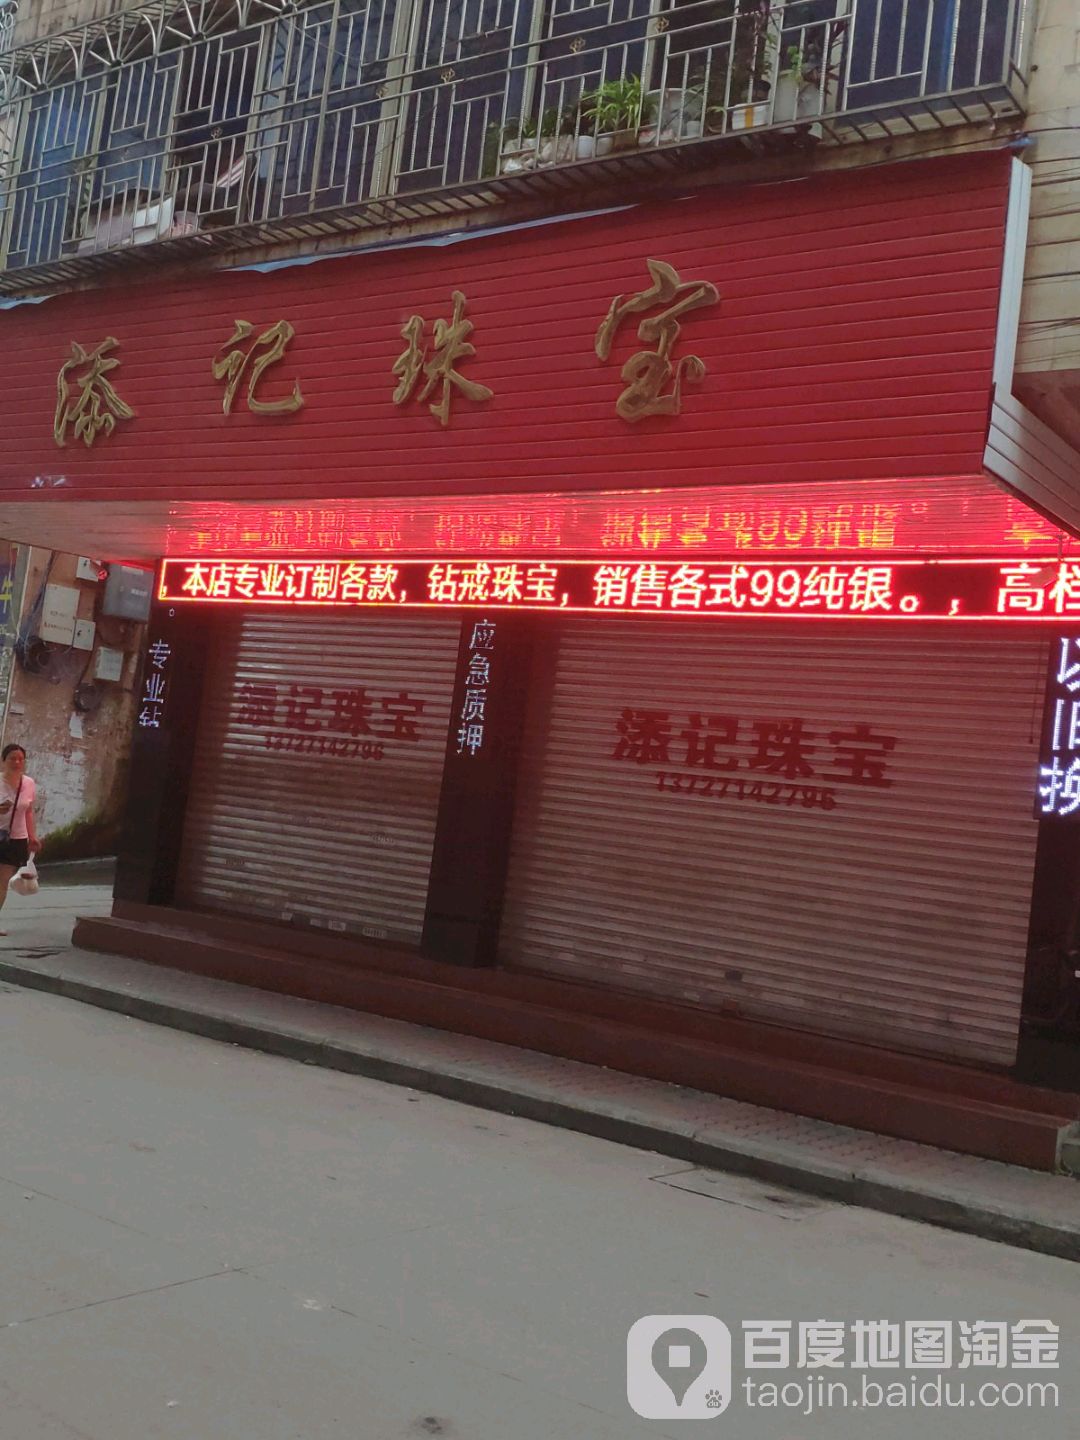 添记珠宝
，本店专业订制各款，钻戒珠宝，销售各式99纯银。，高档
专业钻
应急质押
以旧换
添记珠宝
13727142796
添记珠宝
13727142796
百度地图淘金
taojin.baidu.com